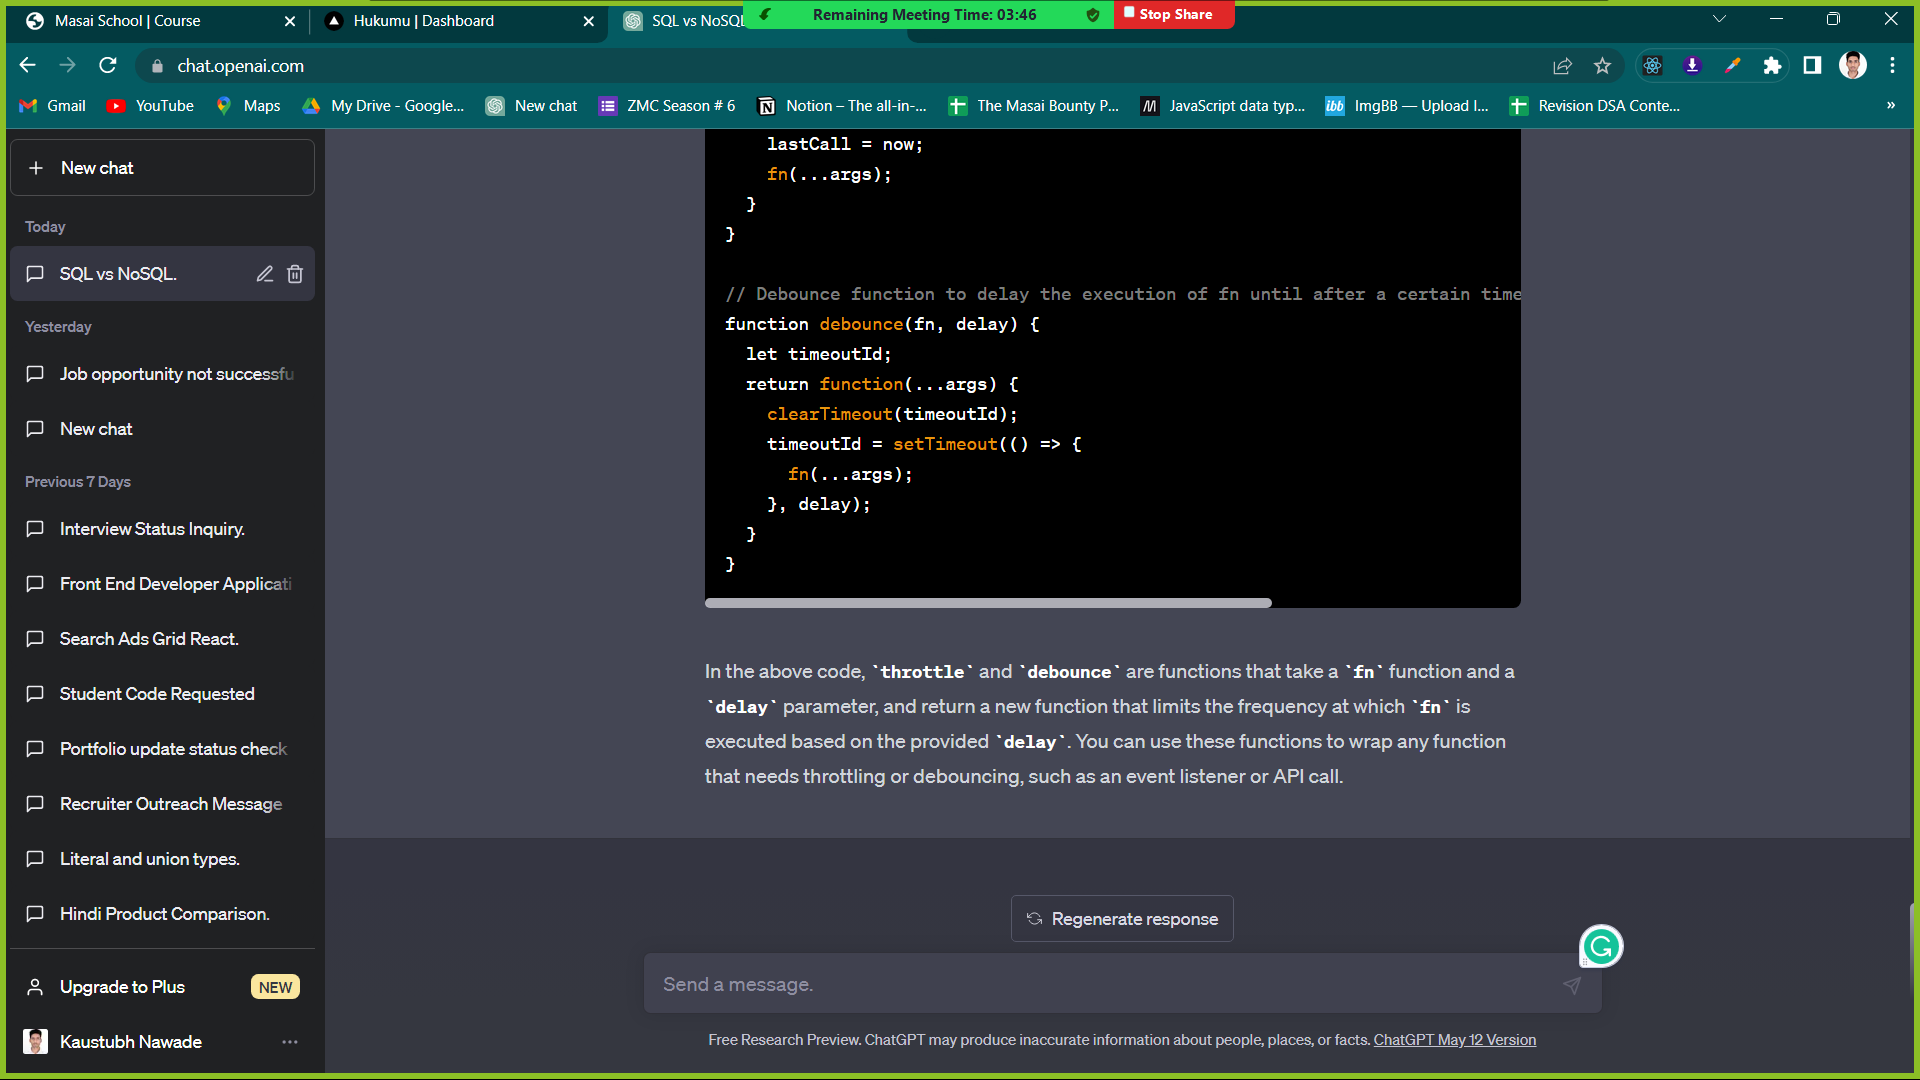 Masai School | Course
Hukumu | Dashboard
SQL vs NoSQL
Remaining Meeting Time: 03:46
Stop Share
chat.openai.com
Gmail
YouTube
Maps
My Drive - Google...
New chat
ZMC Season # 6
Notion – The all-in-...
The Masai Bounty P...
JavaScript data typ...
ibb ImgBB — Upload I...
Revision DSA Conte...
»
+ New chat
Today
SQL vs NoSQL.
Yesterday
Job opportunity not successfu
New chat
Previous 7 Days
Interview Status Inquiry.
Front End Developer Applicati
Search Ads Grid React.
Student Code Requested
Portfolio update status check
Recruiter Outreach Message
Literal and union types.
Hindi Product Comparison.
Upgrade to Plus NEW
Kaustubh Nawade ...
lastCall = now;
fn(...args);
}
}
// Debounce function to delay the execution of fn until after a certain time
function debounce(fn, delay) {
let timeoutId;
return function(...args) {
clearTimeout(timeoutId);
timeoutId = setTimeout(() => {
fn(...args);
}, delay);
}
}
In the above code, `throttle` and `debounce` are functions that take a `fn` function and a
`delay` parameter, and return a new function that limits the frequency at which `fn` is
executed based on the provided `delay`. You can use these functions to wrap any function
that needs throttling or debouncing, such as an event listener or API call.
Regenerate response
Send a message.
Free Research Preview. ChatGPT may produce inaccurate information about people, places, or facts. ChatGPT May 12 Version